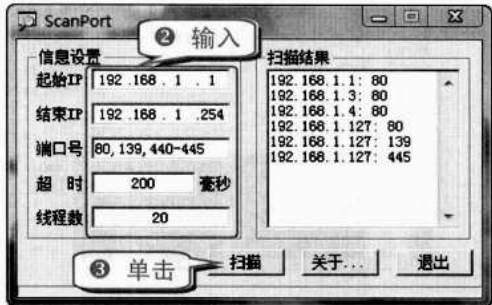 ScanPort
❷ 输入
信息设置
起始IP 192 .168 . 1 . 1
结束IP 192 .168 . 1 .254
端口号 80,139,440-445
超 时 200 毫秒
线程数 20
扫描结果
192.168.1.1: 80
192.168.1.3: 80
192.168.1.4: 80
192.168.1.127: 80
192.168.1.127: 139
192.168.1.127: 445
❸ 单击
扫描
关于...
退出